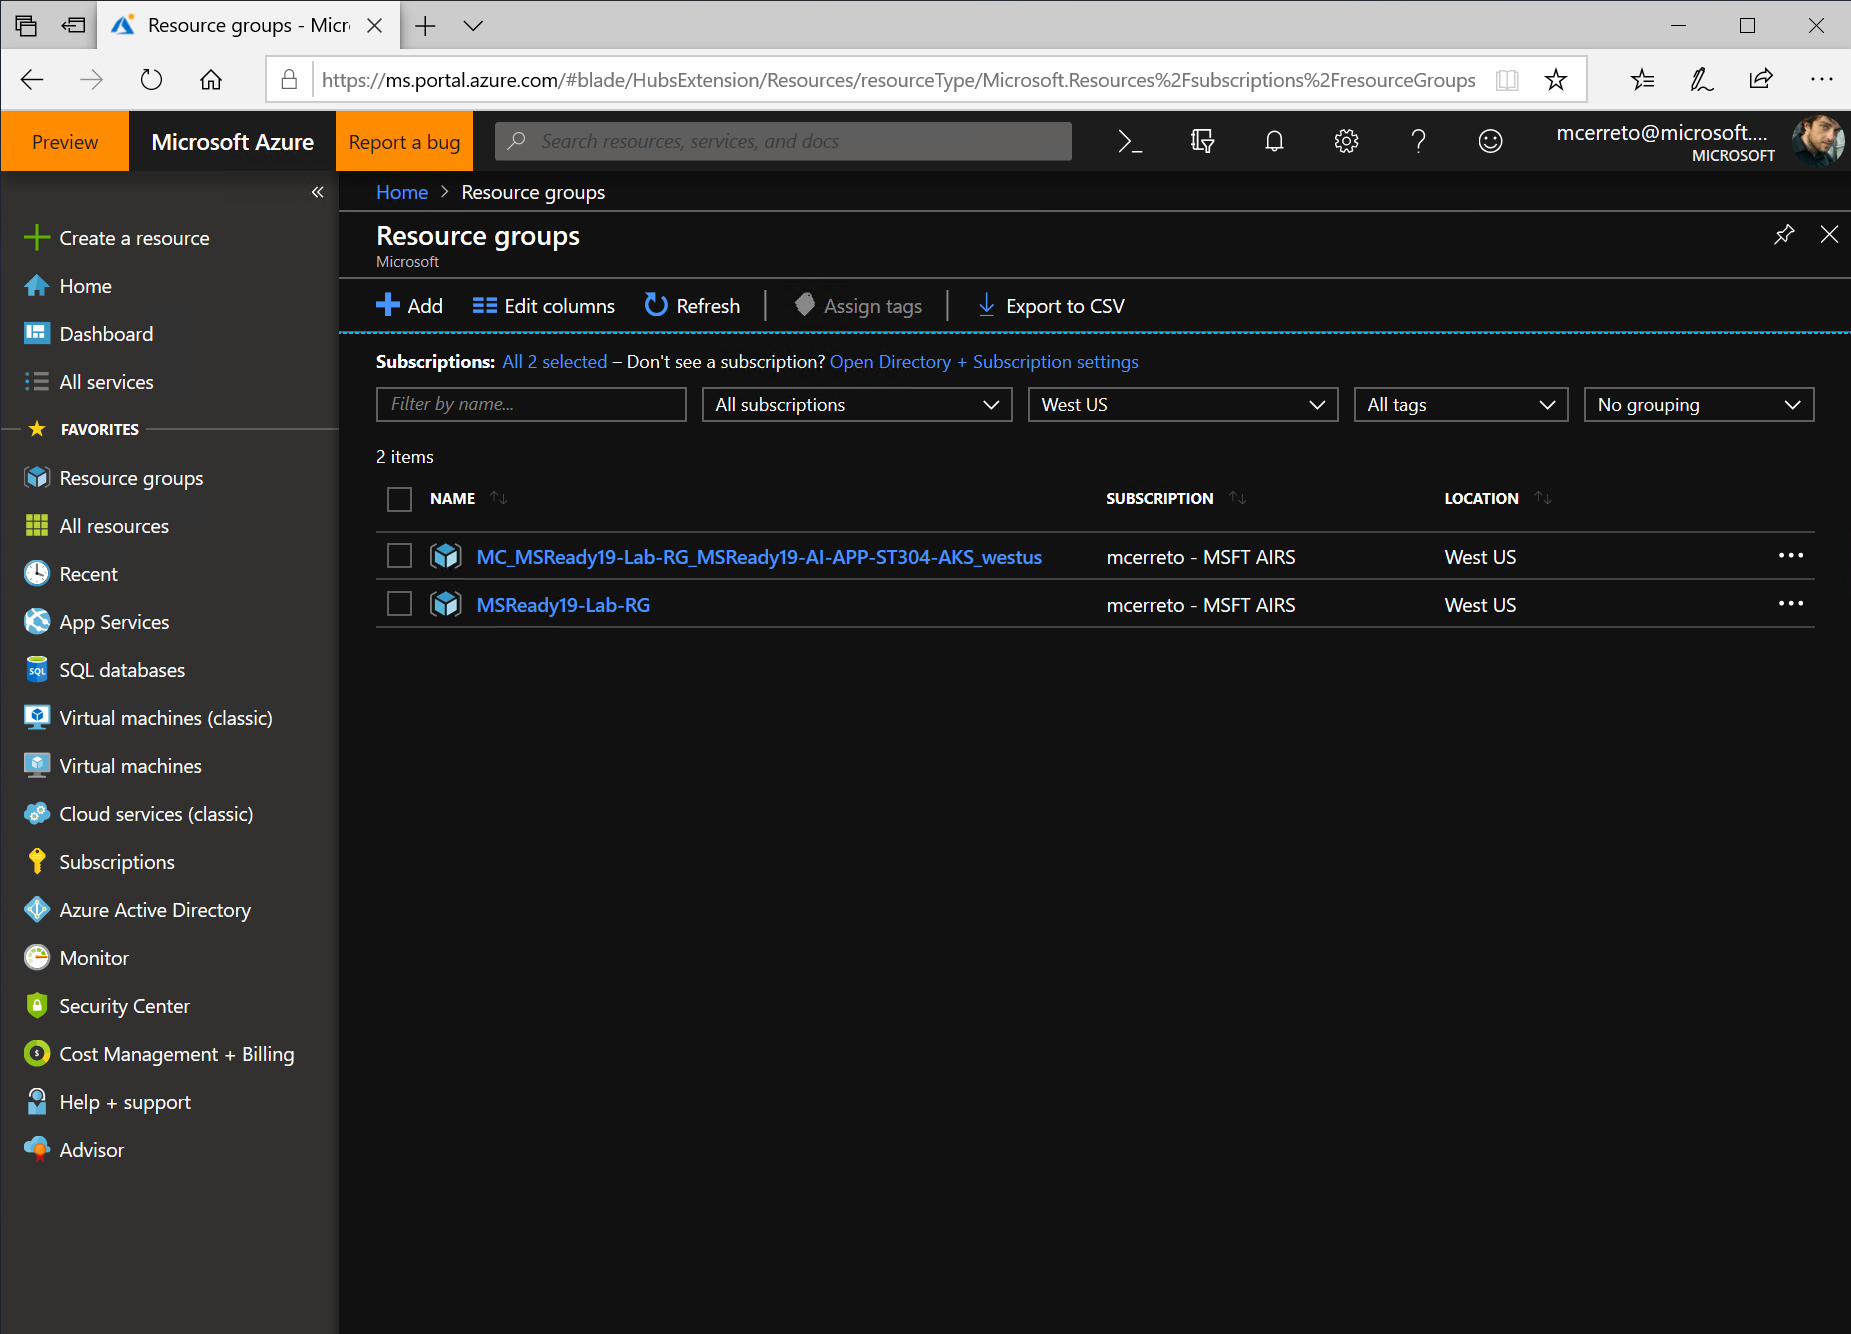 Resource groups - Micr
https://ms.portal.azure.com/#blade/HubsExtension/Resources/resourceType/Microsoft.Resources%2Fsubscriptions%2FresourceGroups
Preview
Microsoft Azure
Report a bug
Search resources, services, and docs
mcerreto@microsoft....
MICROSOFT
Create a resource
Home
Dashboard
All services
FAVORITES
Resource groups
All resources
Recent
App Services
SQL
SQL databases
Virtual machines (classic)
Virtual machines
Cloud services (classic)
Subscriptions
Azure Active Directory
Monitor
Security Center
Cost Management + Billing
Help + support
Advisor
Home > Resource groups
Resource groups
Microsoft
Add Edit columns Refresh Assign tags Export to CSV
Subscriptions: All 2 selected – Don't see a subscription? Open Directory + Subscription settings
Filter by name... All subscriptions West US All tags No grouping
2 items
NAME SUBSCRIPTION LOCATION
MC_MSReady19-Lab-RG_MSReady19-AI-APP-ST304-AKS_westus mcerreto - MSFT AIRS West US
MSReady19-Lab-RG mcerreto - MSFT AIRS West US